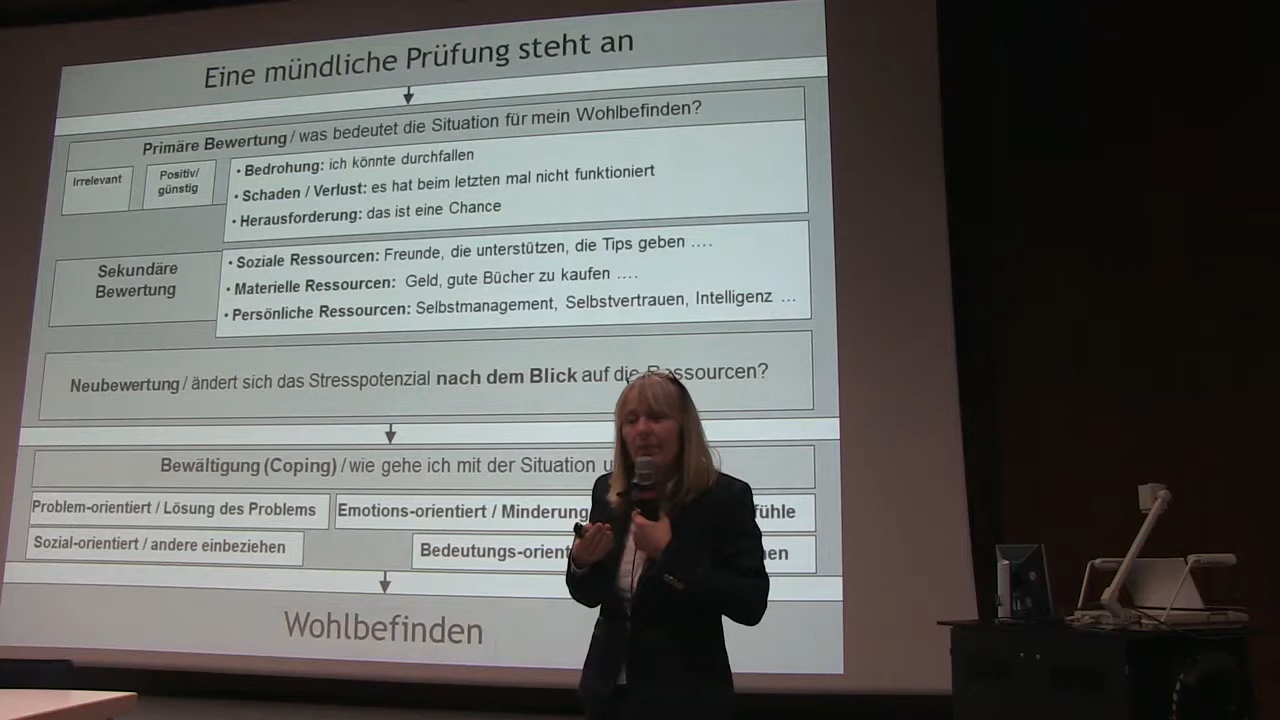 Eine mündliche Prüfung steht an
Primäre Bewertung / was bedeutet die Situation für mein Wohlbefinden?
Irrelevant
Positiv/
günstig
• Bedrohung: ich könnte durchfallen
• Schaden / Verlust: es hat beim letzten mal nicht funktioniert
• Herausforderung: das ist eine Chance
Sekundäre
Bewertung
• Soziale Ressourcen: Freunde, die unterstützen, die Tips geben ….
• Materielle Ressourcen: Geld, gute Bücher zu kaufen ….
• Persönliche Ressourcen: Selbstmanagement, Selbstvertrauen, Intelligenz …
Neubewertung / ändert sich das Stresspotenzial nach dem Blick auf die Ressourcen?
Bewältigung (Coping) / wie gehe ich mit der Situation
Problem-orientiert / Lösung des Problems
Emotions-orientiert / Minderung
Sozial-orientiert / andere einbeziehen
Wohlbefinden